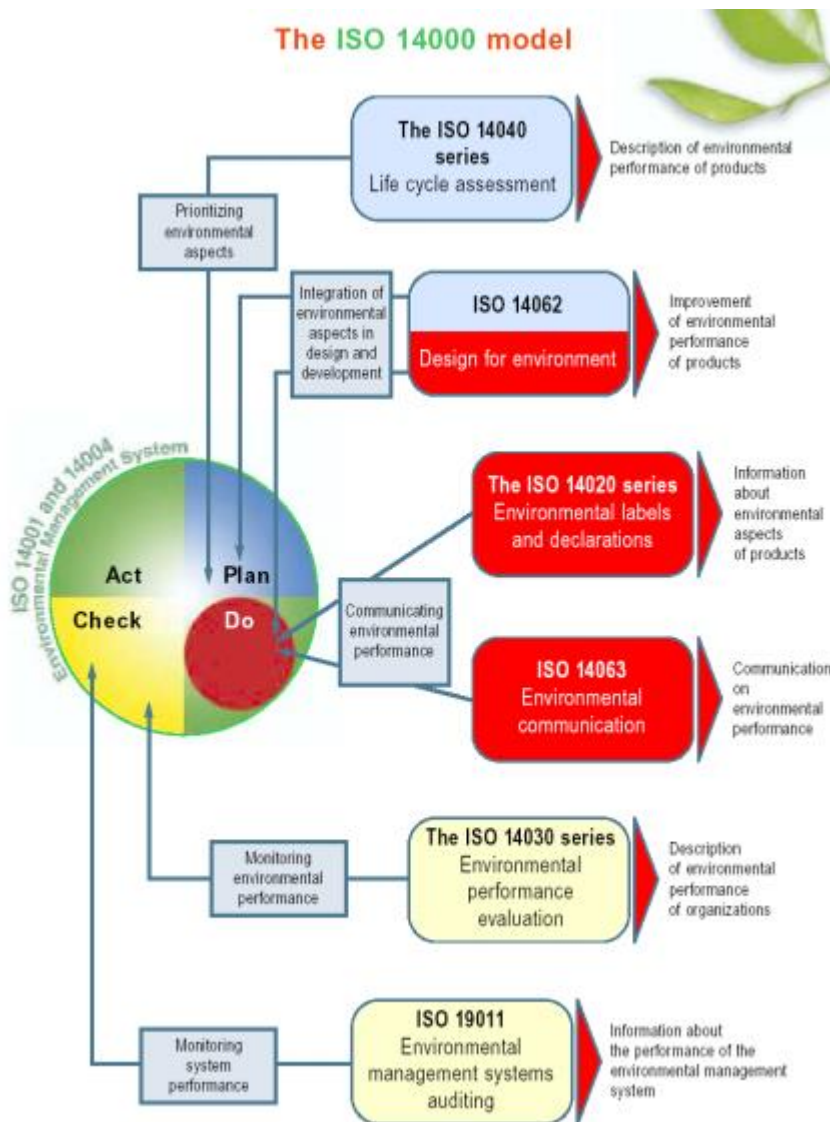 The ISO 14000 model
The ISO 14040
series
Life cycle assessment
Description of environmental
performance of products
Prioritizing
environmental
aspects
Integration of
environmental
aspects in
design and
development
ISO 14062
Design for environment
Improvement
of environmental
performance
of products
ISO 14001 and 14004
Environmental Management System
The ISO 14020 series
Environmental labels
and declarations
Information
about
environmental
aspects
of products
Act
Plan
Check
Do
Communicating
environmental
performance
ISO 14063
Environmental
communication
Communication
on
environmental
performance
The ISO 14030 series
Environmental
performance
evaluation
Monitoring
environmental
performance
Description
of environmental
performance
of organizations
ISO 19011
Environmental
management systems
auditing
Monitoring
system
performance
Information about
the performance of the
environmental management
system